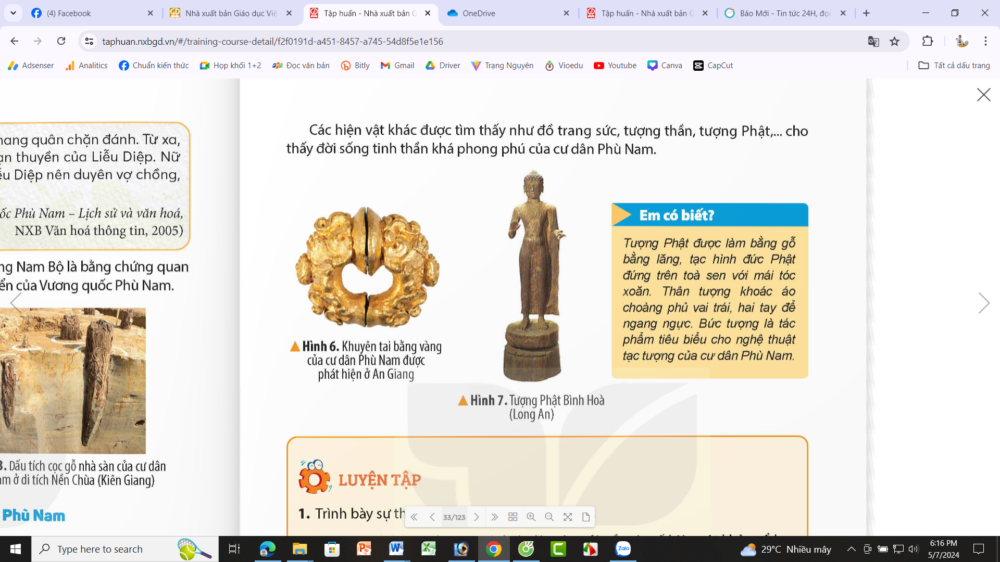 (4) Facebook
Nhà xuất bản Giáo dục Việ
Tập huấn - Nhà xuất bản G
OneDrive
Tập huấn - Nhà xuất bản G
Báo Mới - Tin tức 24H, đọc
taphuan.nxbgd.vn/#/training-course-detail/f2f0191d-a451-8457-a745-54d8f5e1e156
Adsenser
Analitics
Chuẩn kiến thức
Họp khối 1+2
Đọc văn bản
Bitly
Gmail
Driver
Trạng Nguyên
Vioedu
Youtube
Canva
CapCut
Tất cả dấu trang
quân chặn đánh. Từ xa,
thuyền của Liễu Diệp. Nữ
Diệp nên duyên vợ chồng,
Phù Nam – Lịch sử và văn hoá,
NXB Văn hoá thông tin, 2005)
Nam Bộ là bằng chứng quan
của Vương quốc Phù Nam.
3. Dấu tích cọc gỗ nhà sàn của cư dân
ở di tích Nền Chùa (Kiên Giang)
Phù Nam
Các hiện vật khác được tìm thấy như đồ trang sức, tượng thần, tượng Phật,... cho
thấy đời sống tinh thần khá phong phú của cư dân Phù Nam.
Hình 6. Khuyên tai bằng vàng
của cư dân Phù Nam được
phát hiện ở An Giang
Hình 7. Tượng Phật Bình Hoà
(Long An)
Em có biết?
Tượng Phật được làm bằng gỗ
bằng lăng, tạc hình đức Phật
đứng trên toà sen với mái tóc
xoăn. Thân tượng khoác áo
choàng phủ vai trái, hai tay để
ngang ngực. Bức tượng là tác
phẩm tiêu biểu cho nghệ thuật
tạc tượng của cư dân Phù Nam.
LUYỆN TẬP
1. Trình bày sự th
33/123
Type here to search
Zalo
29°C Nhiều mây
6:16 PM
5/7/2024